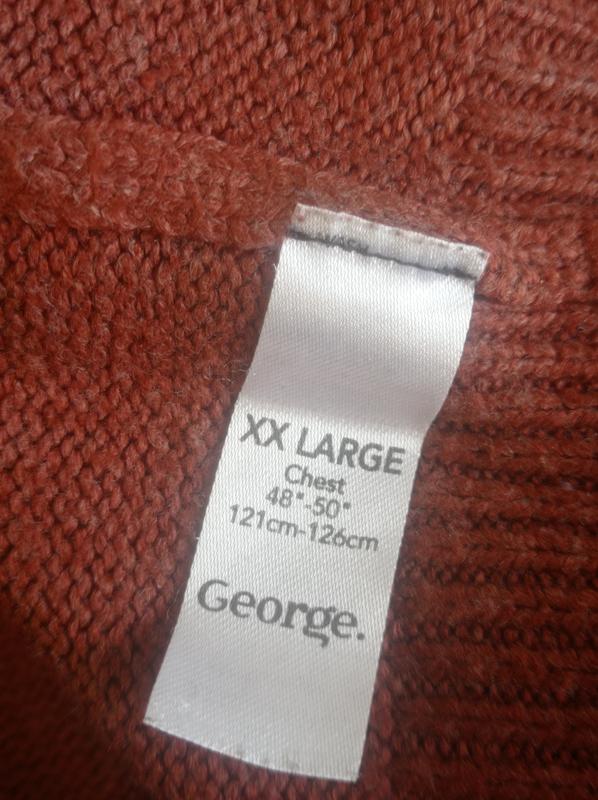 XX LARGE
Chest
48"-50"
121cm-126cm
George.